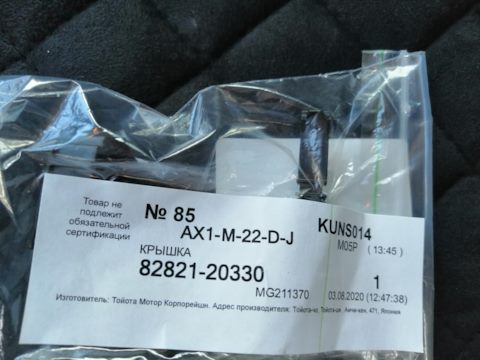 Товар не
подлежит
обязательной
сертификации
№ 85
AX1-M-22-D-J
KUNS014
M05P ( 13:45 )
КРЫШКА
82821-20330
1
MG211370
03.08.2020 (12:47:38)
Изготовитель: Тойота Мотор Корпорейшн. Адрес производителя: Тойота-чо, Тойота-ши, Аичи-кен, 471, Япония